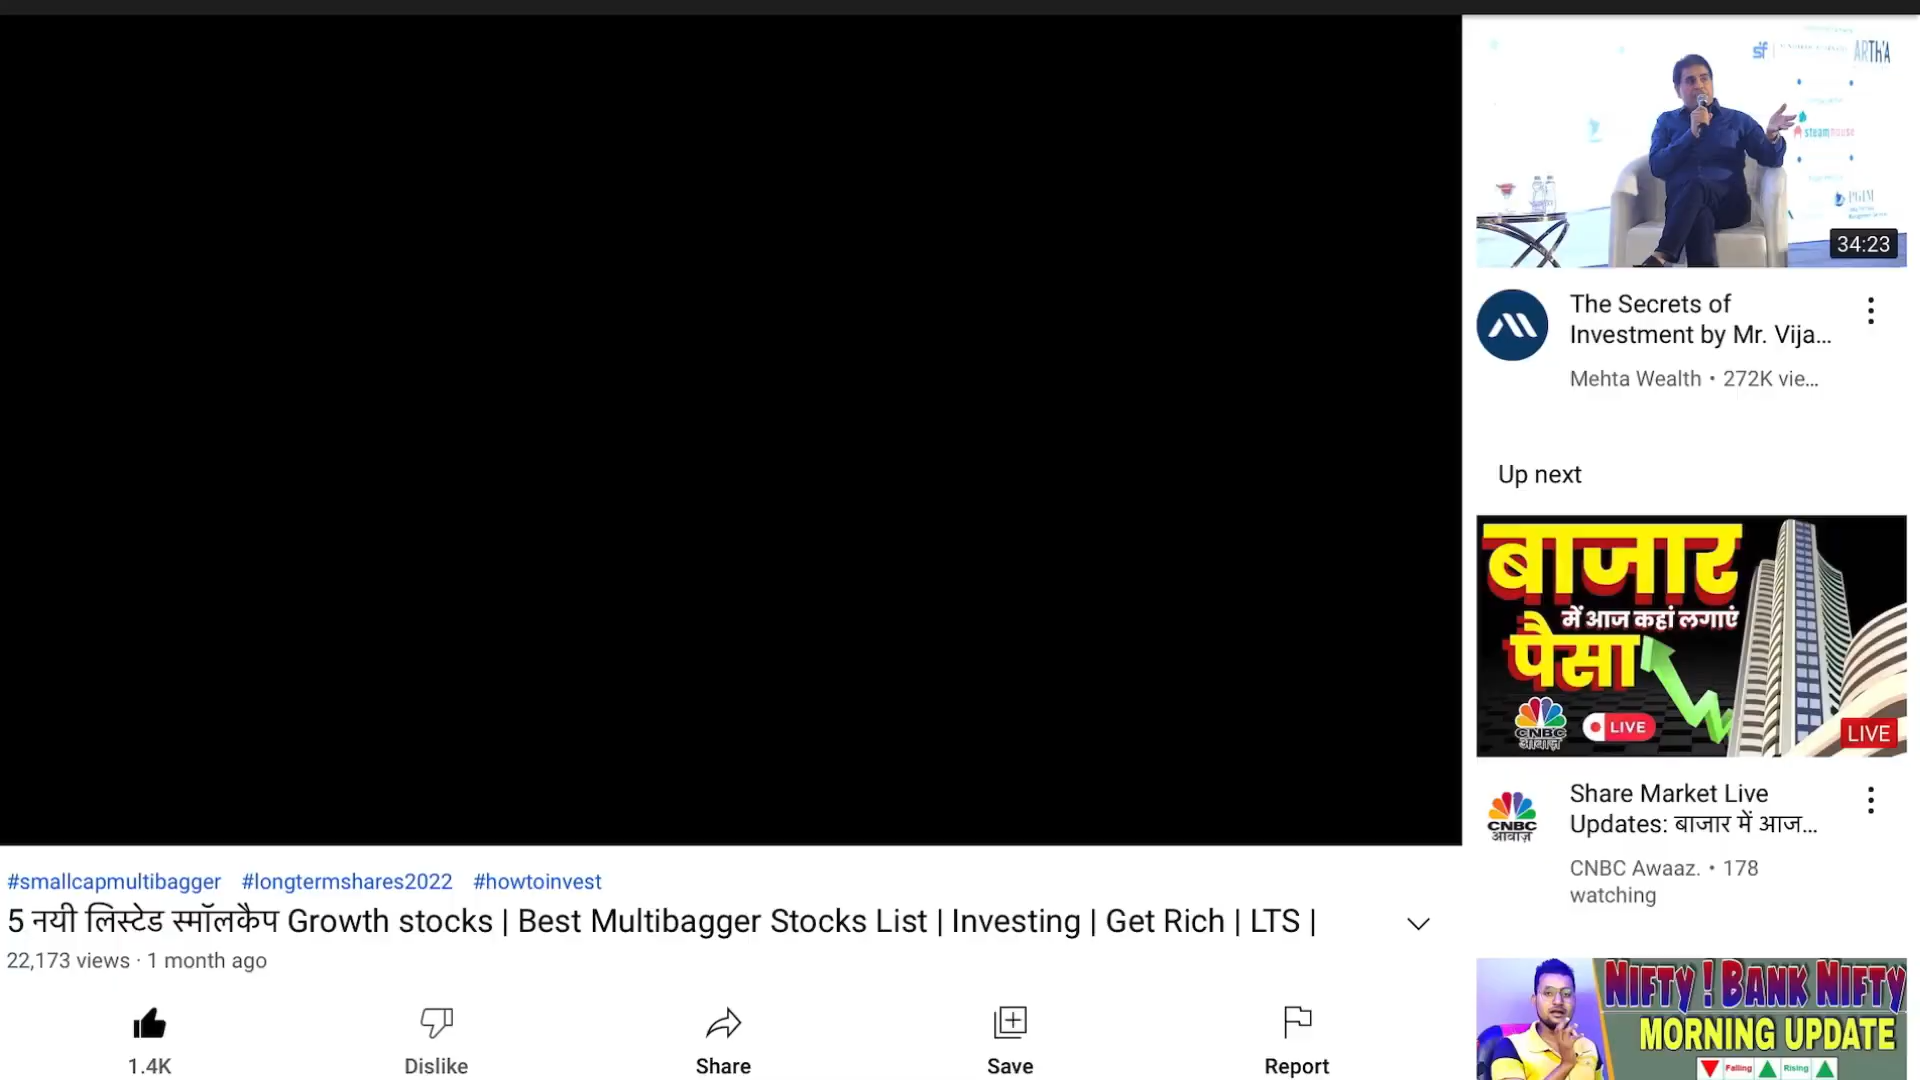 ARTHA
steamhouse
PGIM
34:23
The Secrets of
Investment by Mr. Vija...
Mehta Wealth • 272K vie...
Up next
बाजार
में आज कहां लगाएं
पैसा
CNBC
आवाज़
LIVE
LIVE
CNBC
आवाज़
Share Market Live
Updates: बाजार में आज...
CNBC Awaaz. • 178
watching
NIFTY ! BANK NIFTY
MORNING UPDATE
Falling
Rising
#smallcapmultibagger #longtermshares2022 #howtoinvest
5 नयी लिस्टेड स्मॉलकैप Growth stocks | Best Multibagger Stocks List | Investing | Get Rich | LTS |
22,173 views · 1 month ago
1.4K
Dislike
Share
Save
Report